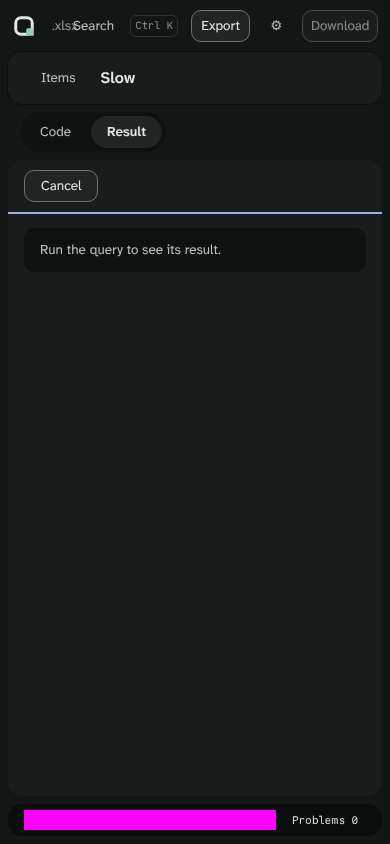 .xlsx Search Ctrl K Export ⚙ Download
Items Slow
Code Result
Cancel
Run the query to see its result.
Problems 0